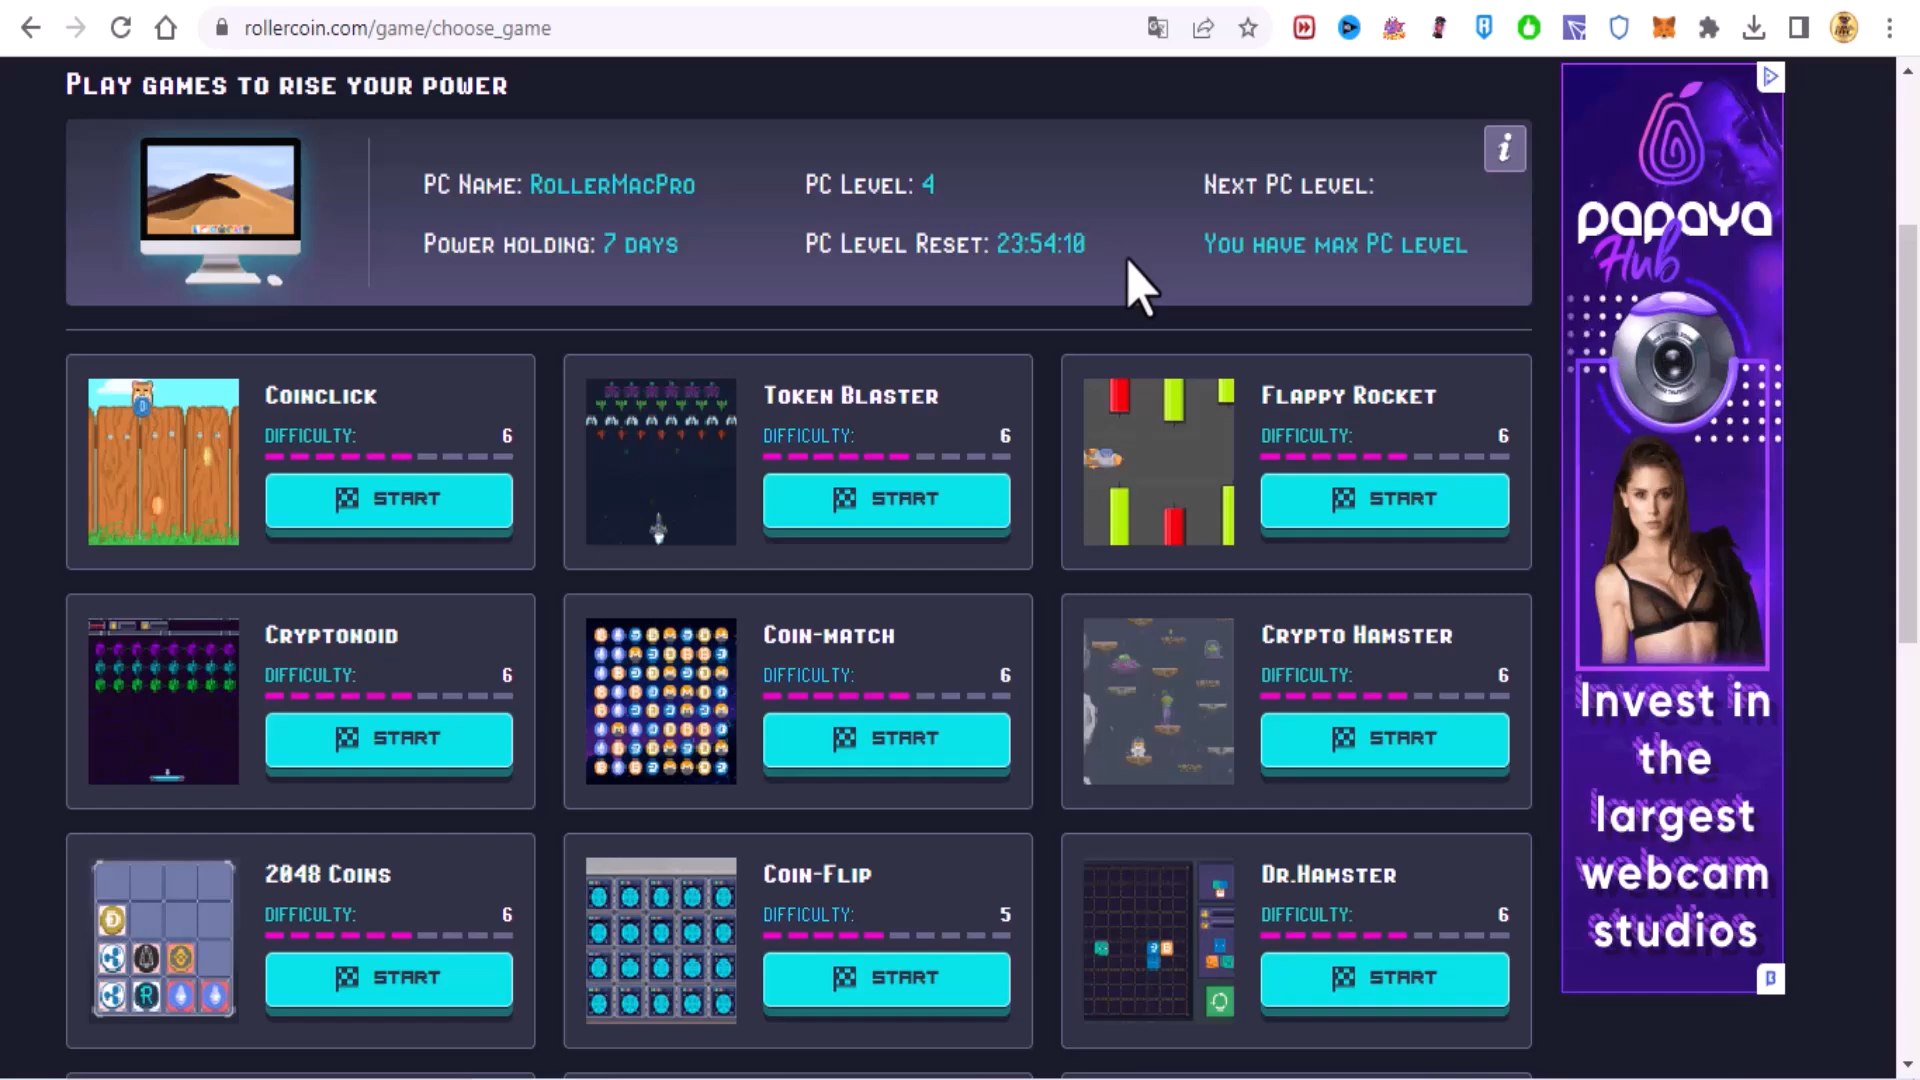 rollercoin.com/game/choose_game
Play games to rise your power
PC Name: RollerMacPro
PC Level: 4
Next PC level:
Power holding: 7 days
PC Level Reset: 23:54:10
You have max PC level
Coinclick
Difficulty: 6
START
Token Blaster
Difficulty: 6
START
Flappy Rocket
Difficulty: 6
START
Cryptonoid
Difficulty: 6
START
Coin-match
Difficulty: 6
START
Crypto Hamster
Difficulty: 6
START
2048 Coins
Difficulty: 6
START
Coin-Flip
Difficulty: 5
START
Dr.Hamster
Difficulty: 6
START
papaya
Hub
Invest in
the
largest
webcam
studios